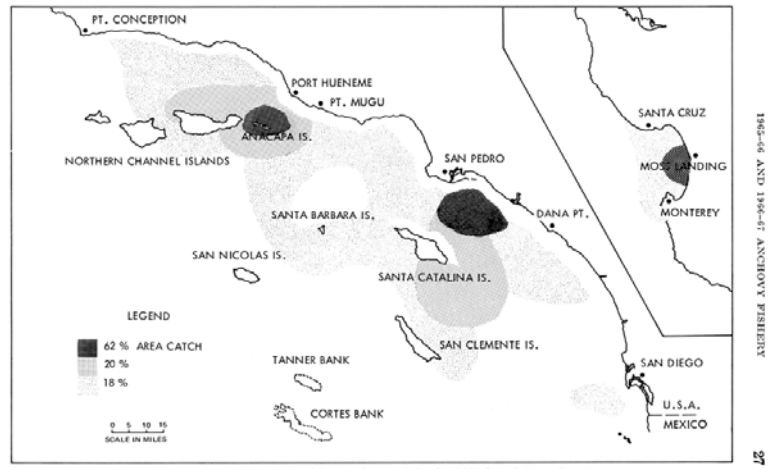 PT. CONCEPTION
PORT HUENEME
PT. MUGU
ANACAPA IS.
NORTHERN CHANNEL ISLANDS
SAN PEDRO
SANTA BARBARA IS.
DANA PT.
SAN NICOLAS IS.
SANTA CATALINA IS.
SAN CLEMENTE IS.
TANNER BANK
CORTES BANK
SAN DIEGO
U.S.A.
MEXICO
SANTA CRUZ
MOSS LANDING
MONTEREY
LEGEND
62 % AREA CATCH
20 %
18 %
0 5 10 15
SCALE IN MILES
1965–66 AND 1966–67 ANCHOVY FISHERY
27